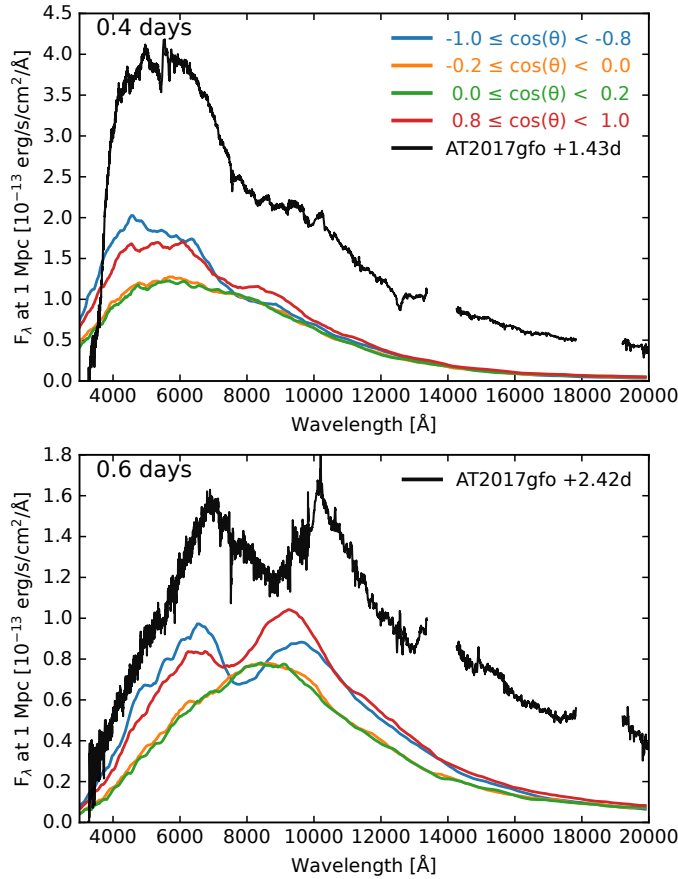 0.4 days
-1.0 ≤ cos(θ) < -0.8
-0.2 ≤ cos(θ) < 0.0
0.0 ≤ cos(θ) < 0.2
0.8 ≤ cos(θ) < 1.0
AT2017gfo +1.43d
F_λ at 1 Mpc [10⁻¹³ erg/s/cm²/Å]
4.5
4.0
3.5
3.0
2.5
2.0
1.5
1.0
0.5
0.0
4000 6000 8000 10000 12000 14000 16000 18000 20000
Wavelength [Å]
0.6 days
AT2017gfo +2.42d
F_λ at 1 Mpc [10⁻¹³ erg/s/cm²/Å]
1.8
1.6
1.4
1.2
1.0
0.8
0.6
0.4
0.2
0.0
4000 6000 8000 10000 12000 14000 16000 18000 20000
Wavelength [Å]